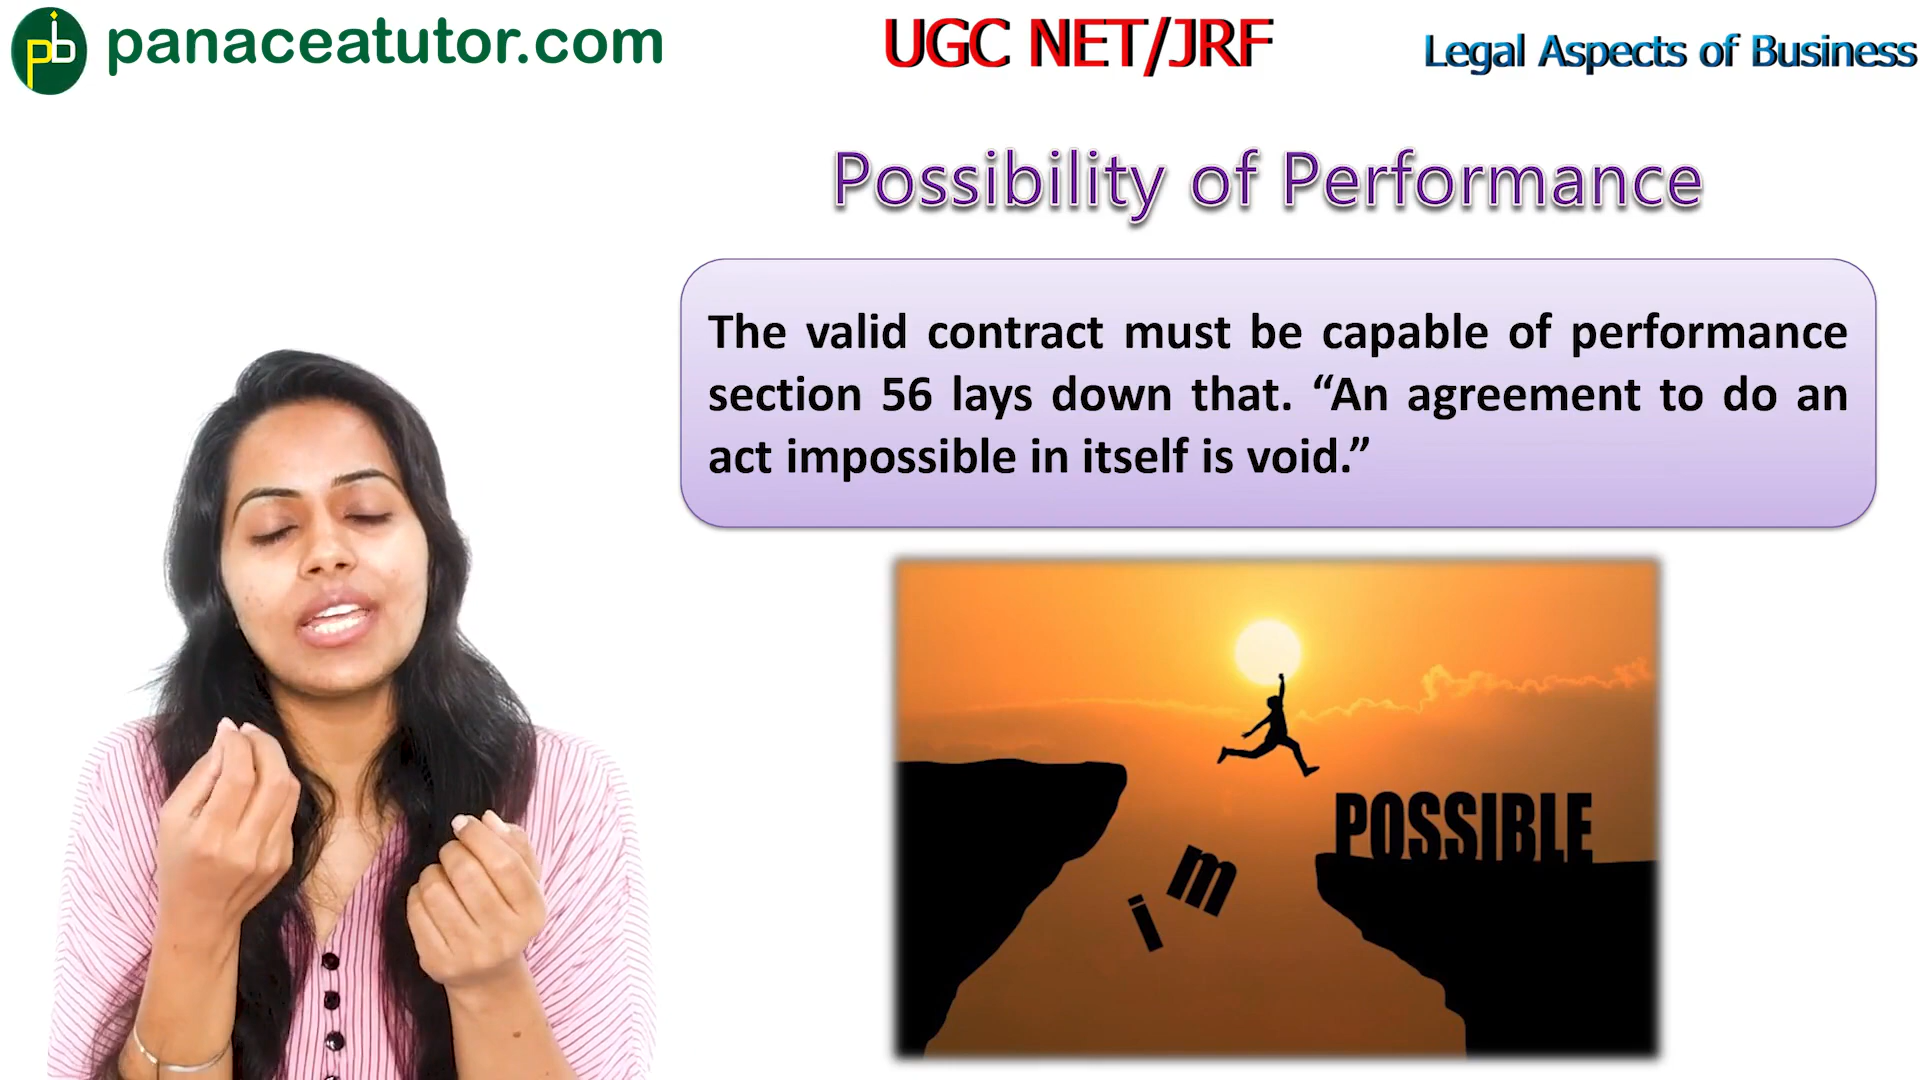 pb panaceatutor.com
UGC NET/JRF
Legal Aspects of Business
Possibility of Performance
The valid contract must be capable of performance
section 56 lays down that. “An agreement to do an
act impossible in itself is void.”
POSSIBLE
im